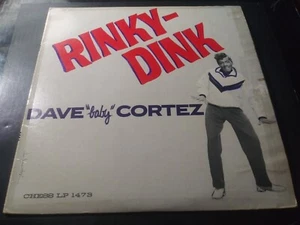 RINKY-
DINK
DAVE "baby" CORTEZ
CHESS LP 1473